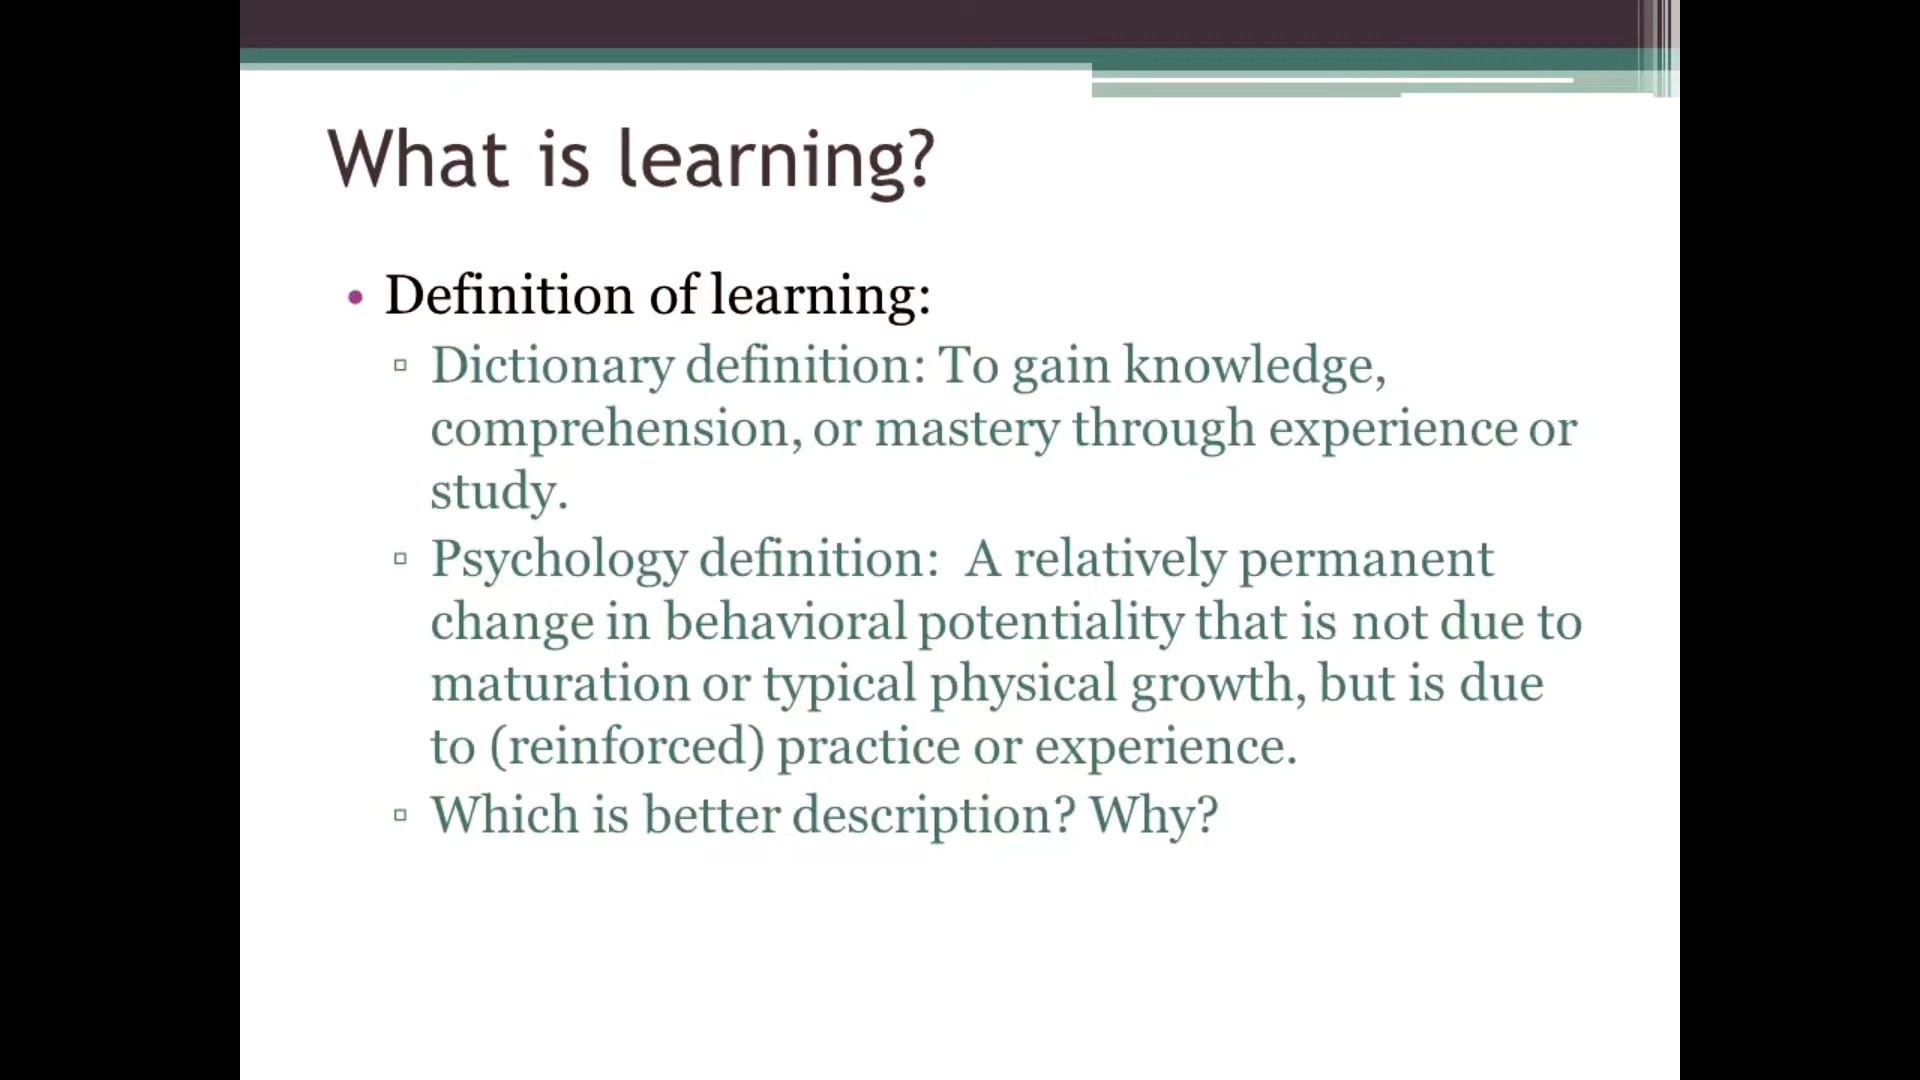 What is learning?
• Definition of learning:
▫ Dictionary definition: To gain knowledge,
comprehension, or mastery through experience or
study.
▫ Psychology definition:  A relatively permanent
change in behavioral potentiality that is not due to
maturation or typical physical growth, but is due
to (reinforced) practice or experience.
▫ Which is better description? Why?